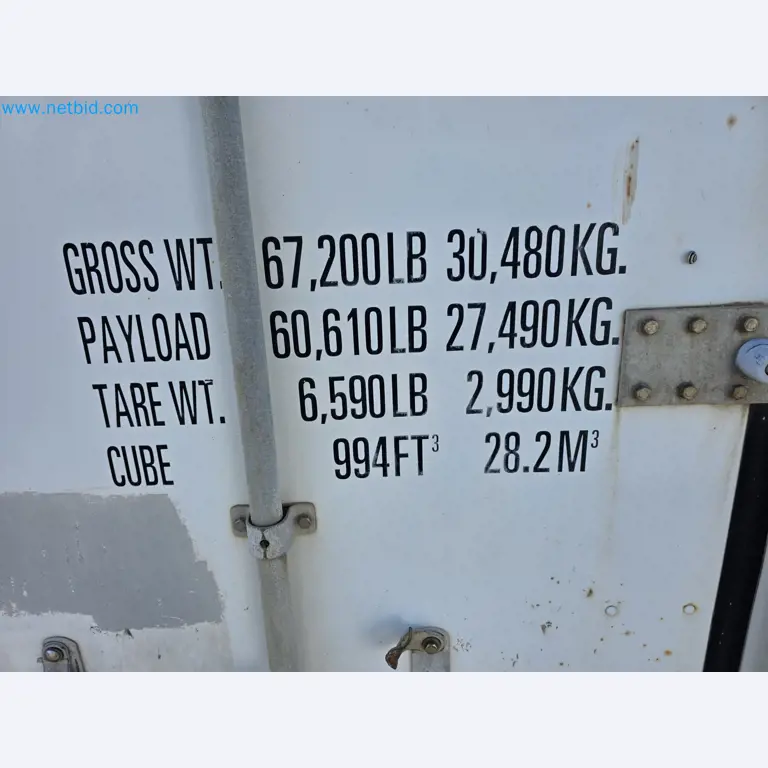 www.netbid.com
GROSS WT. 67,200LB 30,480KG.
PAYLOAD 60,610LB 27,490KG.
TARE WT. 6,590LB 2,990KG.
CUBE 994FT³ 28.2M³